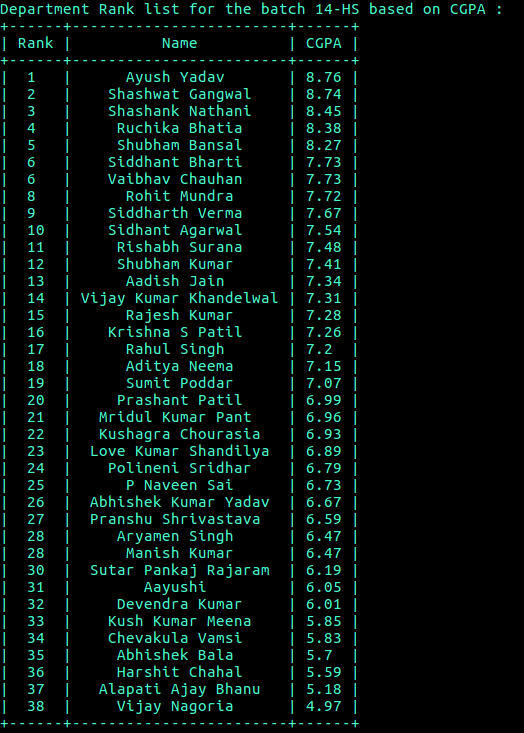 Department Rank list for the batch 14-HS based on CGPA :
+------+------------------------+------+
| Rank |          Name          | CGPA |
+------+------------------------+------+
|  1   |       Ayush Yadav      | 8.76 |
|  2   |    Shashwat Gangwal    | 8.74 |
|  3   |    Shashank Nathani    | 8.45 |
|  4   |     Ruchika Bhatia     | 8.38 |
|  5   |     Shubham Bansal     | 8.27 |
|  6   |    Siddhant Bharti     | 7.73 |
|  6   |    Vaibhav Chauhan     | 7.73 |
|  8   |      Rohit Mundra      | 7.72 |
|  9   |    Siddharth Verma     | 7.67 |
|  10  |    Sidhant Agarwal     | 7.54 |
|  11  |     Rishabh Surana     | 7.48 |
|  12  |     Shubham Kumar      | 7.41 |
|  13  |      Aadish Jain       | 7.34 |
|  14  | Vijay Kumar Khandelwal | 7.31 |
|  15  |      Rajesh Kumar      | 7.28 |
|  16  |    Krishna S Patil     | 7.26 |
|  17  |      Rahul Singh       | 7.2  |
|  18  |      Aditya Neema      | 7.15 |
|  19  |      Sumit Poddar      | 7.07 |
|  20  |     Prashant Patil     | 6.99 |
|  21  |   Mridul Kumar Pant    | 6.96 |
|  22  |   Kushagra Chourasia   | 6.93 |
|  23  |  Love Kumar Shandilya  | 6.89 |
|  24  |    Polineni Sridhar    | 6.79 |
|  25  |      P Naveen Sai      | 6.73 |
|  26  |  Abhishek Kumar Yadav  | 6.67 |
|  27  |  Pranshu Shrivastava   | 6.59 |
|  28  |     Aryamen Singh      | 6.47 |
|  28  |      Manish Kumar      | 6.47 |
|  30  |  Sutar Pankaj Rajaram  | 6.19 |
|  31  |        Aayushi         | 6.05 |
|  32  |     Devendra Kumar     | 6.01 |
|  33  |    Kush Kumar Meena    | 5.85 |
|  34  |    Chevakula Vamsi     | 5.83 |
|  35  |     Abhishek Bala      | 5.7  |
|  36  |     Harshit Chahal     | 5.59 |
|  37  |   Alapati Ajay Bhanu   | 5.18 |
|  38  |     Vijay Nagoria      | 4.97 |
+------+------------------------+------+